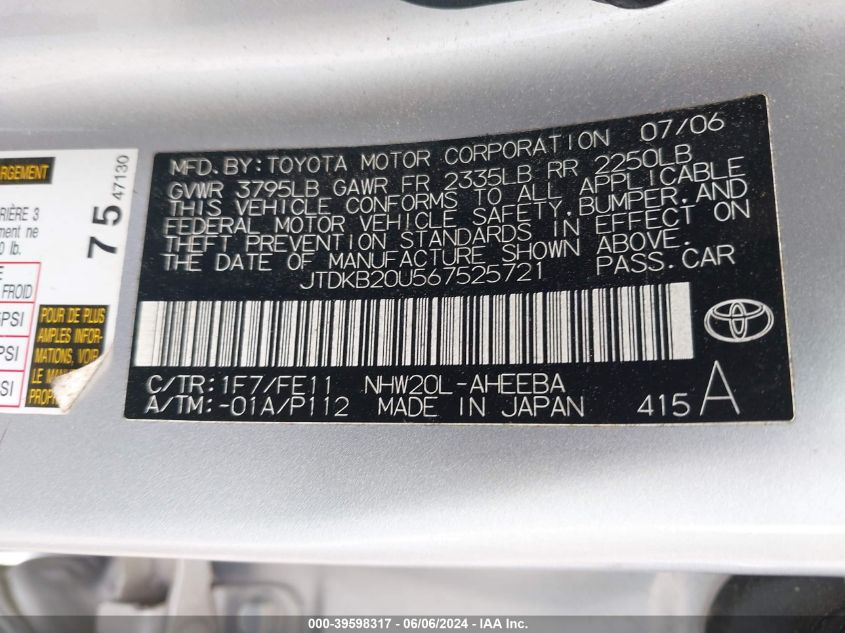 RGEMENT
RIÈRE 3
ment ne
0 lb.
E
FROID
PSI
PSI
PSI
75
47130
POUR DE PLUS
AMPLES INFOR-
MATIONS, VOIR
LE MAN
PROPR
MFD. BY: TOYOTA MOTOR CORPORATION 07/06
GVWR 3795LB GAWR FR 2335LB RR 2250LB
THIS VEHICLE CONFORMS TO ALL APPLICABLE
FEDERAL MOTOR VEHICLE SAFETY, BUMPER, AND
THEFT PREVENTION STANDARDS IN EFFECT ON
THE DATE OF MANUFACTURE SHOWN ABOVE.
JTDKB20U567525721 PASS. CAR
C/TR: 1F7/FE11 NHW20L-AHEEBA
A/TM: -01A/P112 MADE IN JAPAN 415 A
000-39598317 - 06/06/2024 - IAA Inc.